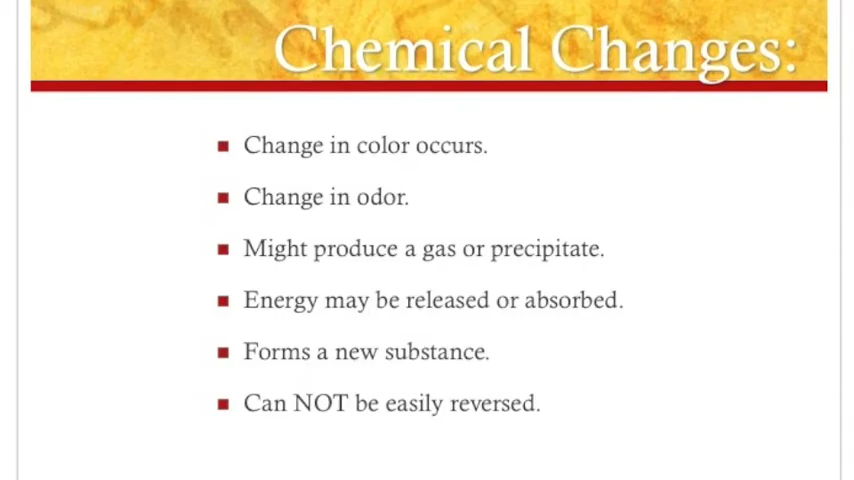 Chemical Changes:
Change in color occurs.
Change in odor.
Might produce a gas or precipitate.
Energy may be released or absorbed.
Forms a new substance.
Can NOT be easily reversed.